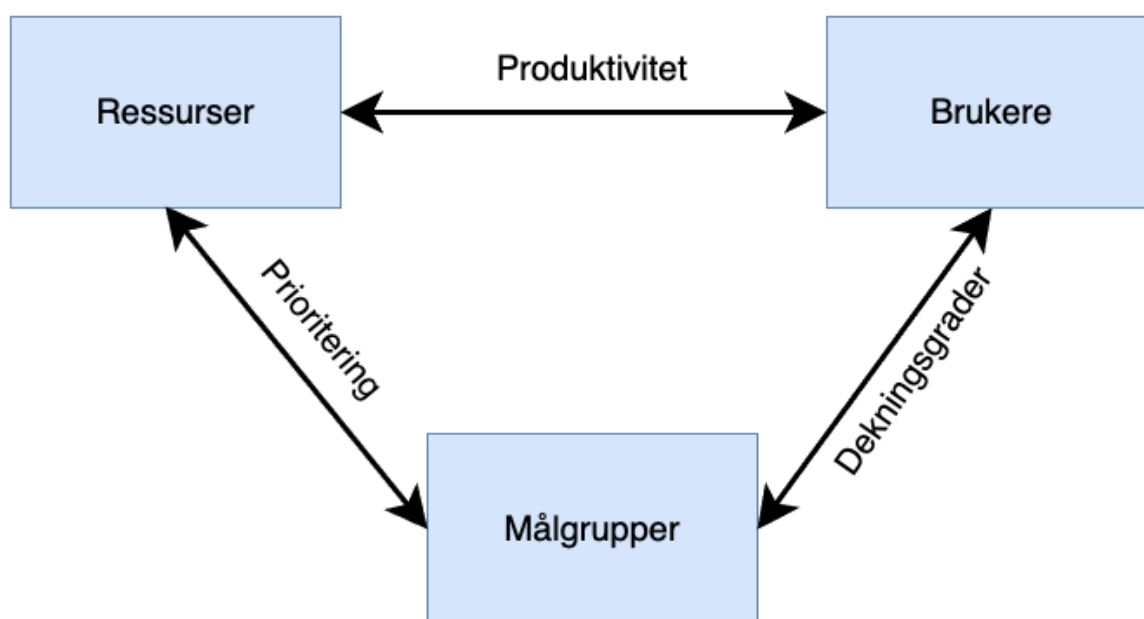 Produktivitet
Ressurser
Brukere
Prioritering
Dekningsgrader
Målgrupper